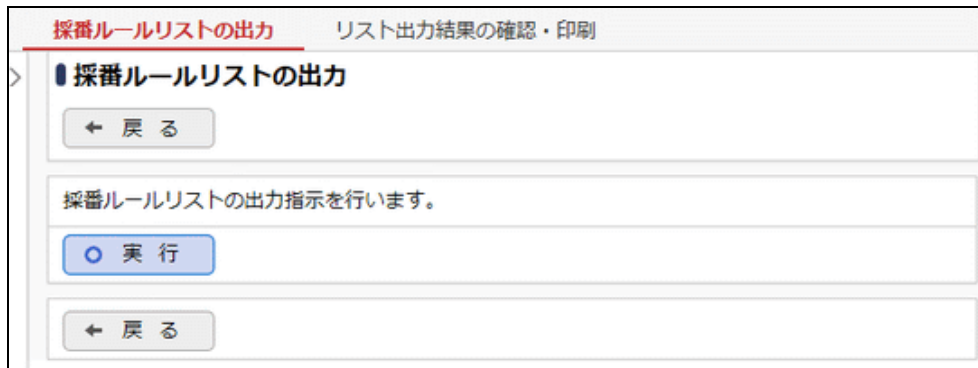 採番ルールリストの出力 リスト出力結果の確認・印刷
採番ルールリストの出力
戻 る
採番ルールリストの出力指示を行います。
実 行
戻 る